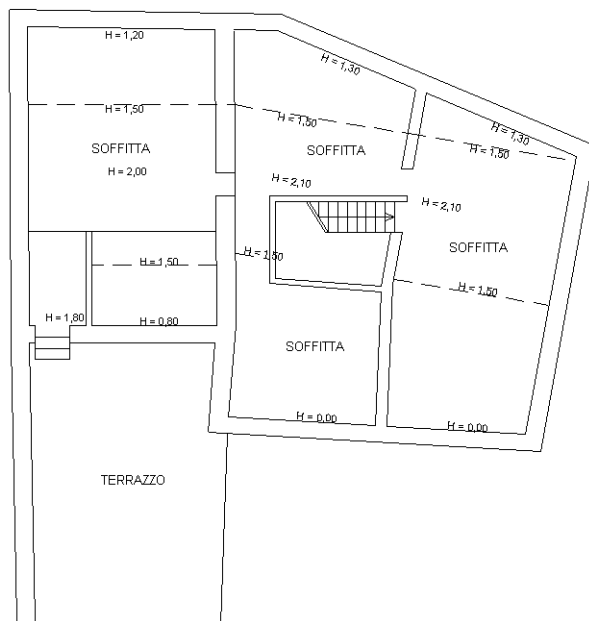 H = 1,20
H = 1,30
H = 1,50
H = 1,50
H = 1,30
SOFFITTA
SOFFITTA
H = 1,50
H = 2,00
H = 2,10
H = 2,10
SOFFITTA
H = 1,50
H = 1,50
H = 1,50
H = 1,80
H = 0,80
SOFFITTA
H = 0,00
H = 0,00
TERRAZZO